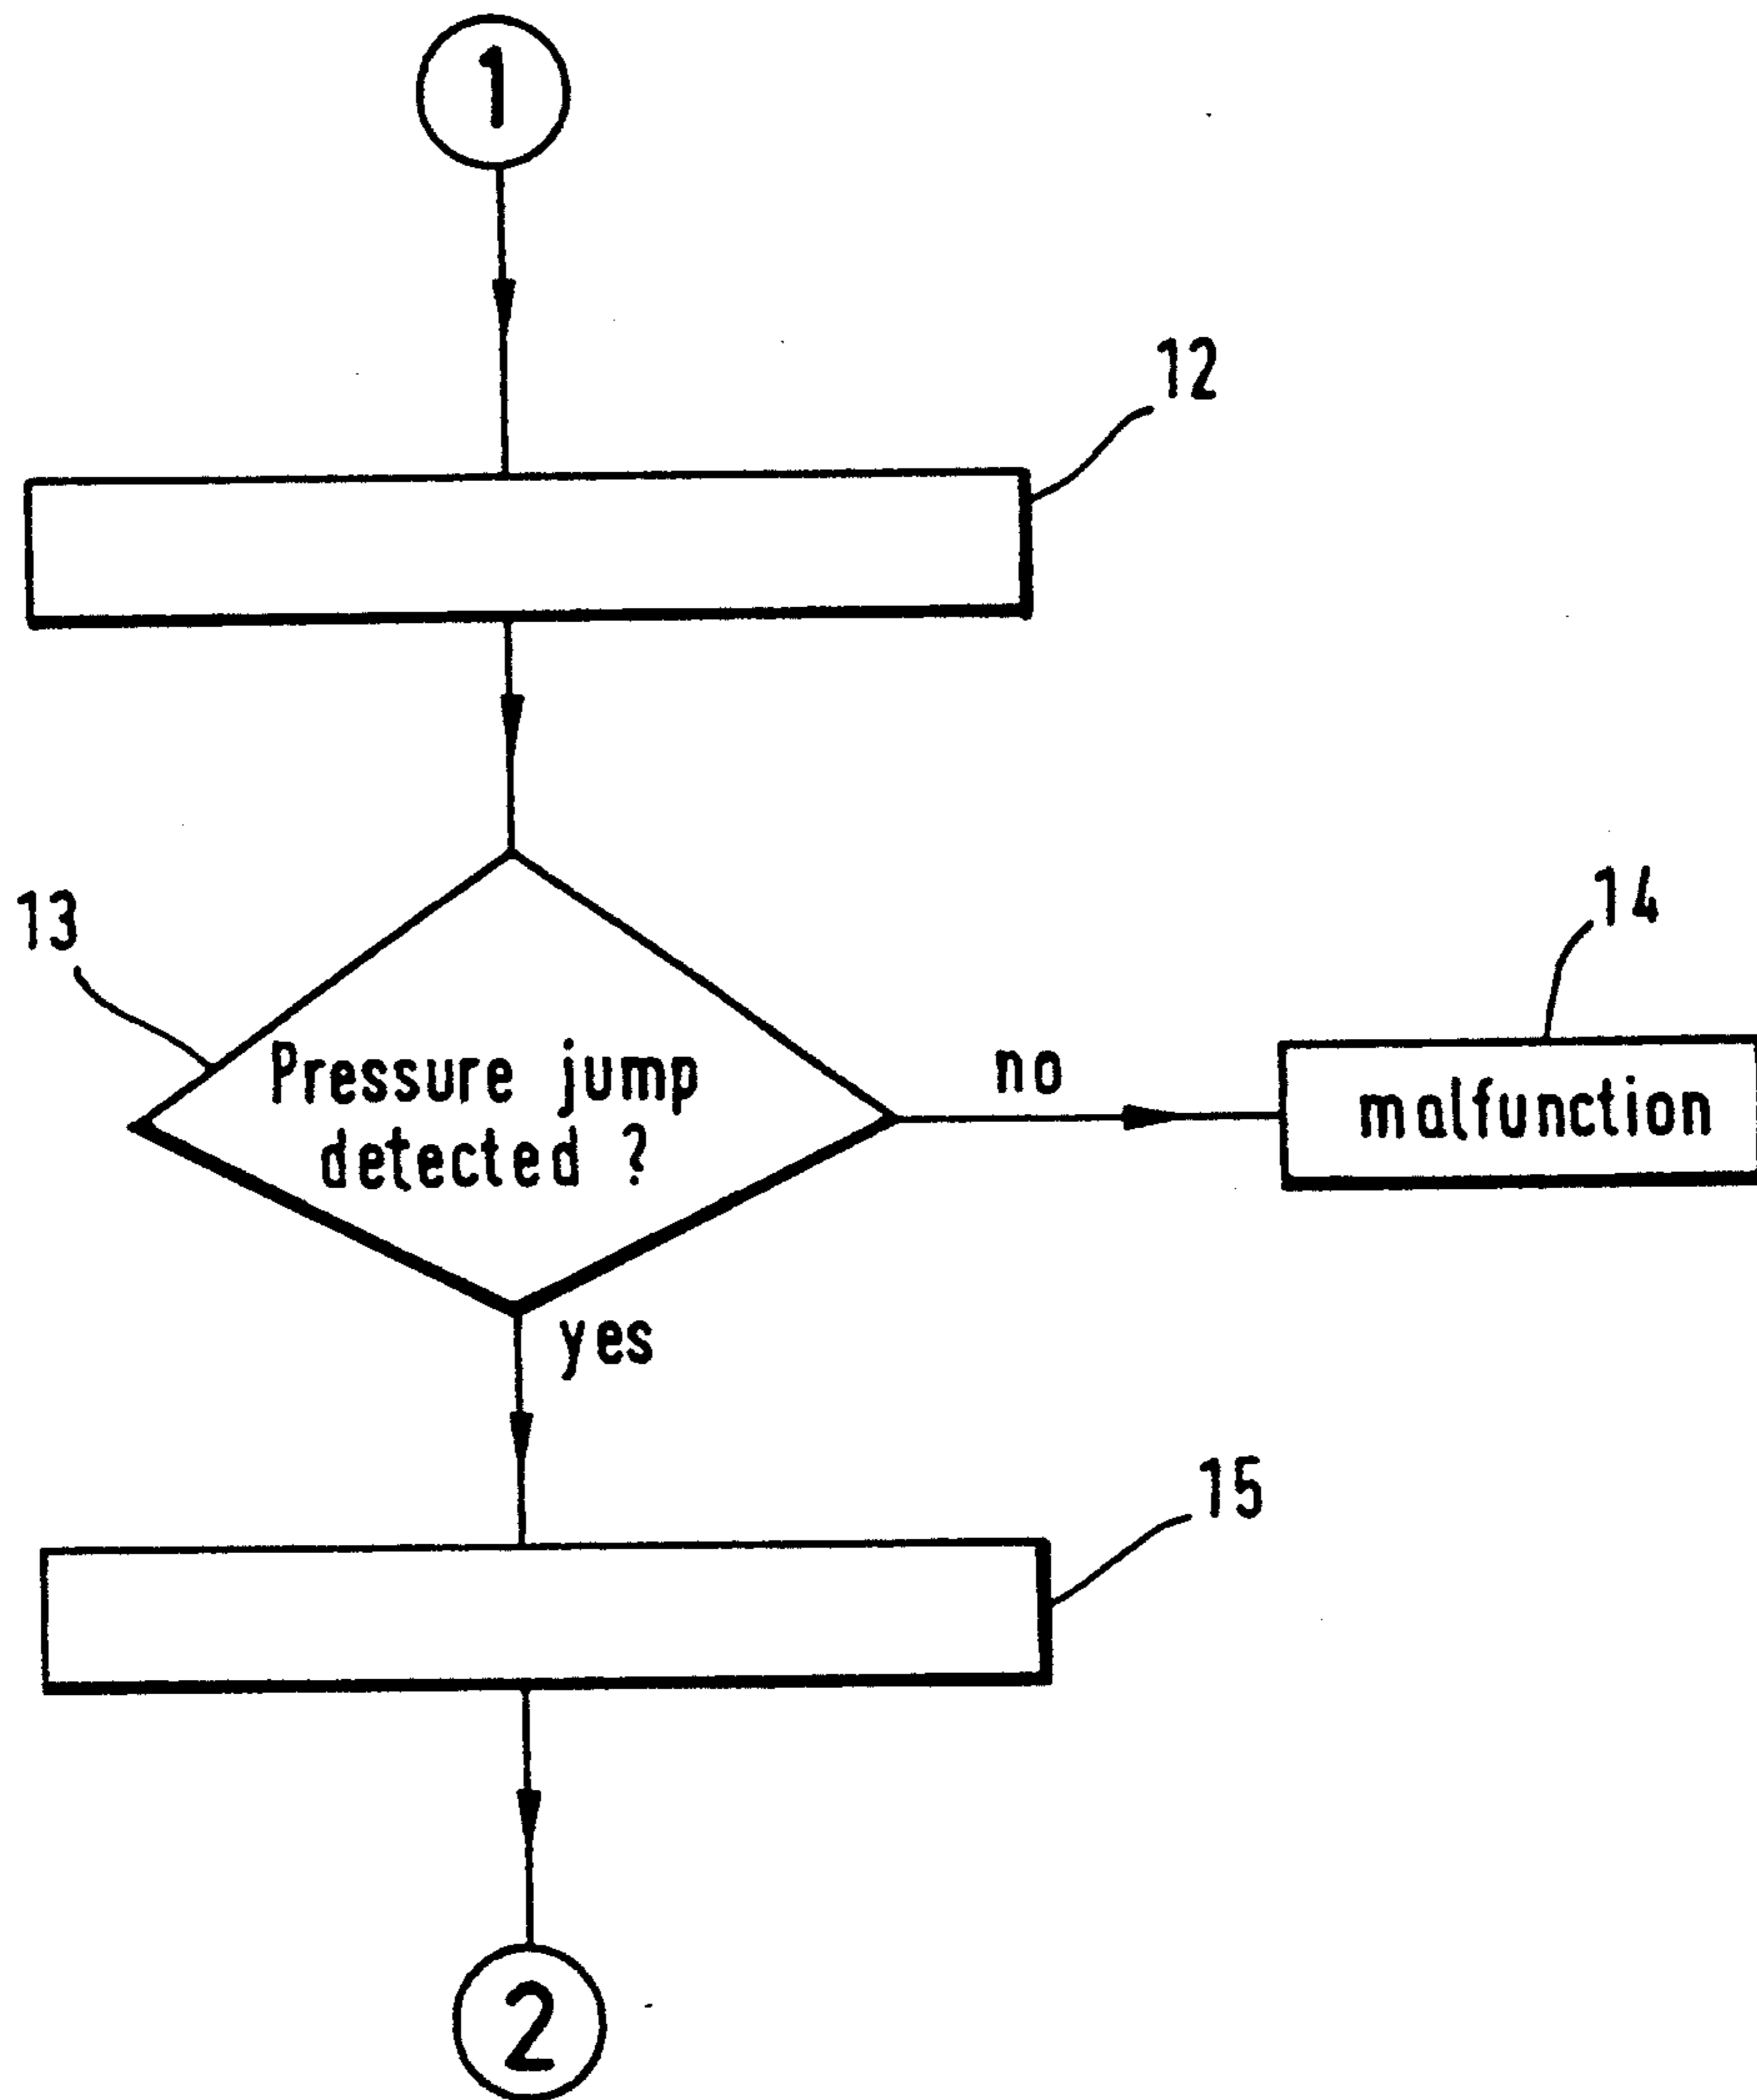 1
12
13
14
Pressure jump
detected ?
no
malfunction
yes
15
2